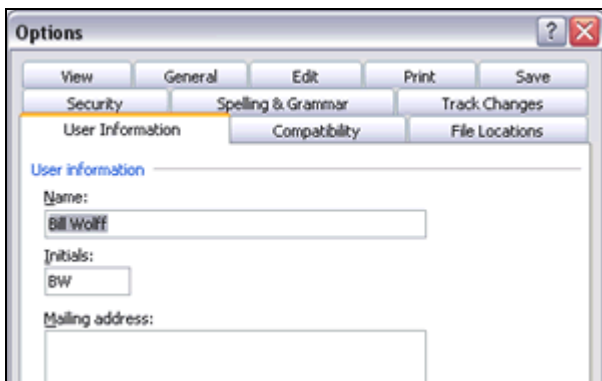 Options
View General Edit Print Save
Security Spelling & Grammar Track Changes
User Information Compatibility File Locations
User information
Name:
Bill Wolff
Initials:
BW
Mailing address: